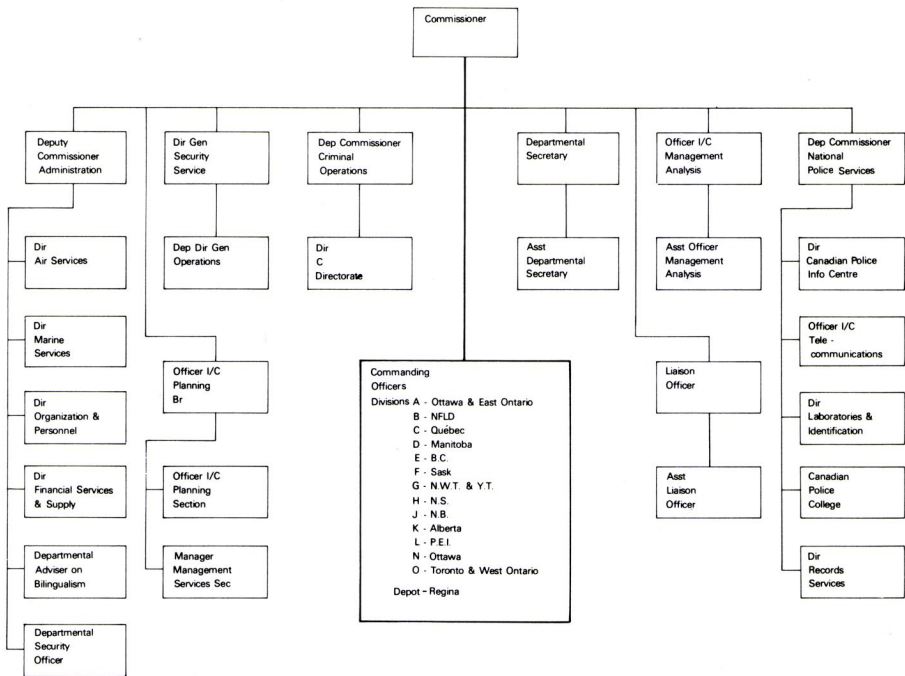 Commissioner
Deputy
Commissioner
Administration
Dir Gen
Security
Service
Dep Commissioner
Criminal
Operations
Departmental
Secretary
Officer I/C
Management
Analysis
Dep Commissioner
National
Police Services
Dir
Air Services
Dep Dir Gen
Operations
Dir
C
Directorate
Asst
Departmental
Secretary
Asst Officer
Management
Analysis
Dir
Canadian Police
Info Centre
Dir
Marine
Services
Officer I/C
Tele -
communications
Officer I/C
Planning
Br
Commanding
Officers
Divisions A - Ottawa & East Ontario
B - NFLD
C - Québec
D - Manitoba
E - B.C.
F - Sask
G - N.W.T. & Y.T.
H - N.S.
J - N.B.
K - Alberta
L - P.E.I.
N - Ottawa
O - Toronto & West Ontario
Depot - Regina
Liaison
Officer
Dir
Organization &
Personnel
Dir
Laboratories &
Identification
Dir
Financial Services
& Supply
Officer I/C
Planning
Section
Asst
Liaison
Officer
Canadian
Police
College
Departmental
Adviser on
Bilingualism
Manager
Management
Services Sec
Dir
Records
Services
Departmental
Security
Officer